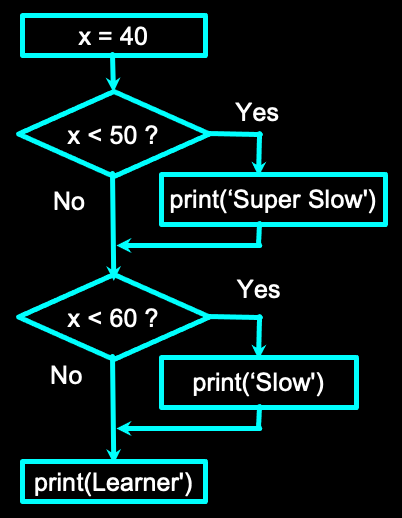 x = 40
x < 50 ?
Yes
No
print(‘Super Slow')
x < 60 ?
Yes
No
print(‘Slow')
print(Learner')